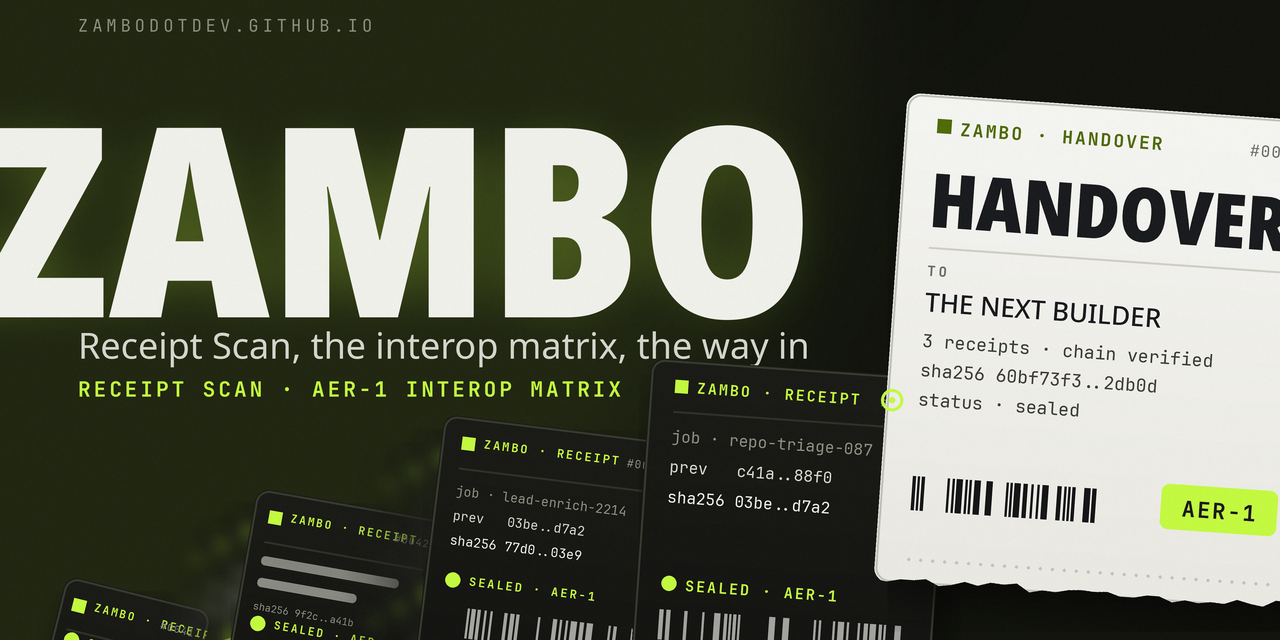 ZAMBODOTDEV.GITHUB.IO
ZAMBO
Receipt Scan, the interop matrix, the way in
RECEIPT SCAN · AER-1 INTEROP MATRIX
ZAMBO · HANDOVER
#00
HANDOVER
TO
THE NEXT BUILDER
3 receipts · chain verified
sha256 60bf73f3..2db0d
status · sealed
AER-1
ZAMBO · RECEIPT
job · repo-triage-087
prev c41a..88f0
sha256 03be..d7a2
SEALED · AER-1
ZAMBO · RECEIPT
job · lead-enrich-2214
prev 03be..d7a2
sha256 77d0..03e9
SEALED · AER-1
ZAMBO · RECEIPT
sha256 9f2c..a41b
SEALED · AER
ZAMBO · RECEIP